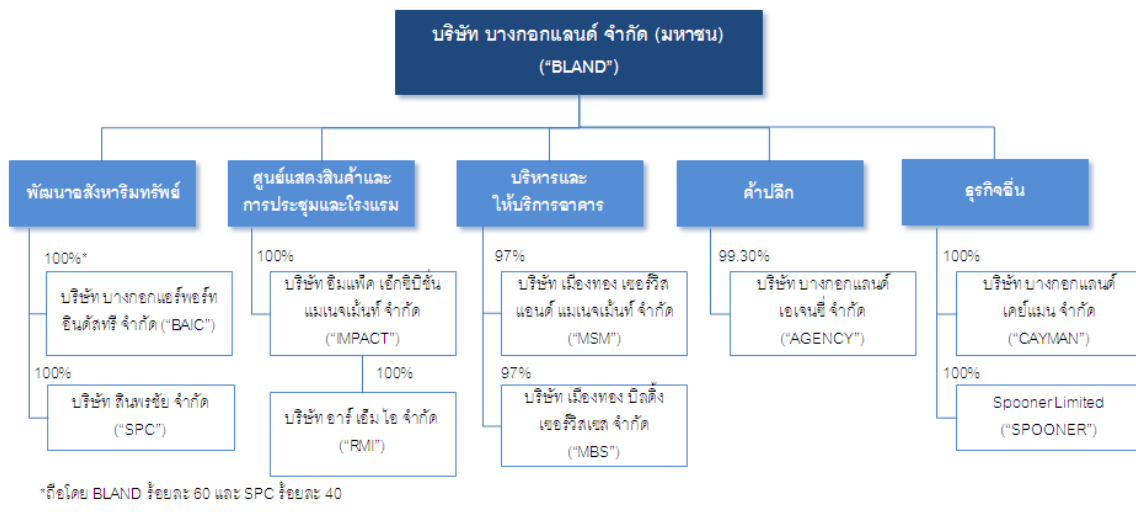 บริษัท บางกอกแลนด์ จำกัด (มหาชน)
("BLAND")
พัฒนาอสังหาริมทรัพย์
ศูนย์แสดงสินค้าและ
การประชุมและโรงแรม
บริหารและ
ให้บริการอาคาร
ค้าปลีก
ธุรกิจอื่น
100%*
บริษัท บางกอกแอร์พอร์ท
อินดัสทรี จำกัด ("BAIC")
100%
บริษัท สินพรชัย จำกัด
("SPC")
100%
บริษัท อิมแพ็ค เอ็กซิบิชั่น
แมเนจเม้นท์ จำกัด
("IMPACT")
100%
บริษัท อาร์ เอ็ม ไอ จำกัด
("RMI")
97%
บริษัท เมืองทอง เซอร์วิส
แอนด์ แมเนจเม้นท์ จำกัด
("MSM")
97%
บริษัท เมืองทอง บิลดิ้ง
เซอร์วิสเซส จำกัด
("MBS")
99.30%
บริษัท บางกอกแลนด์
เอเจนซี่ จำกัด
("AGENCY")
100%
บริษัท บางกอกแลนด์
เคย์แมน จำกัด
("CAYMAN")
100%
Spooner Limited
("SPOONER")
*ถือโดย BLAND ร้อยละ 60 และ SPC ร้อยละ 40